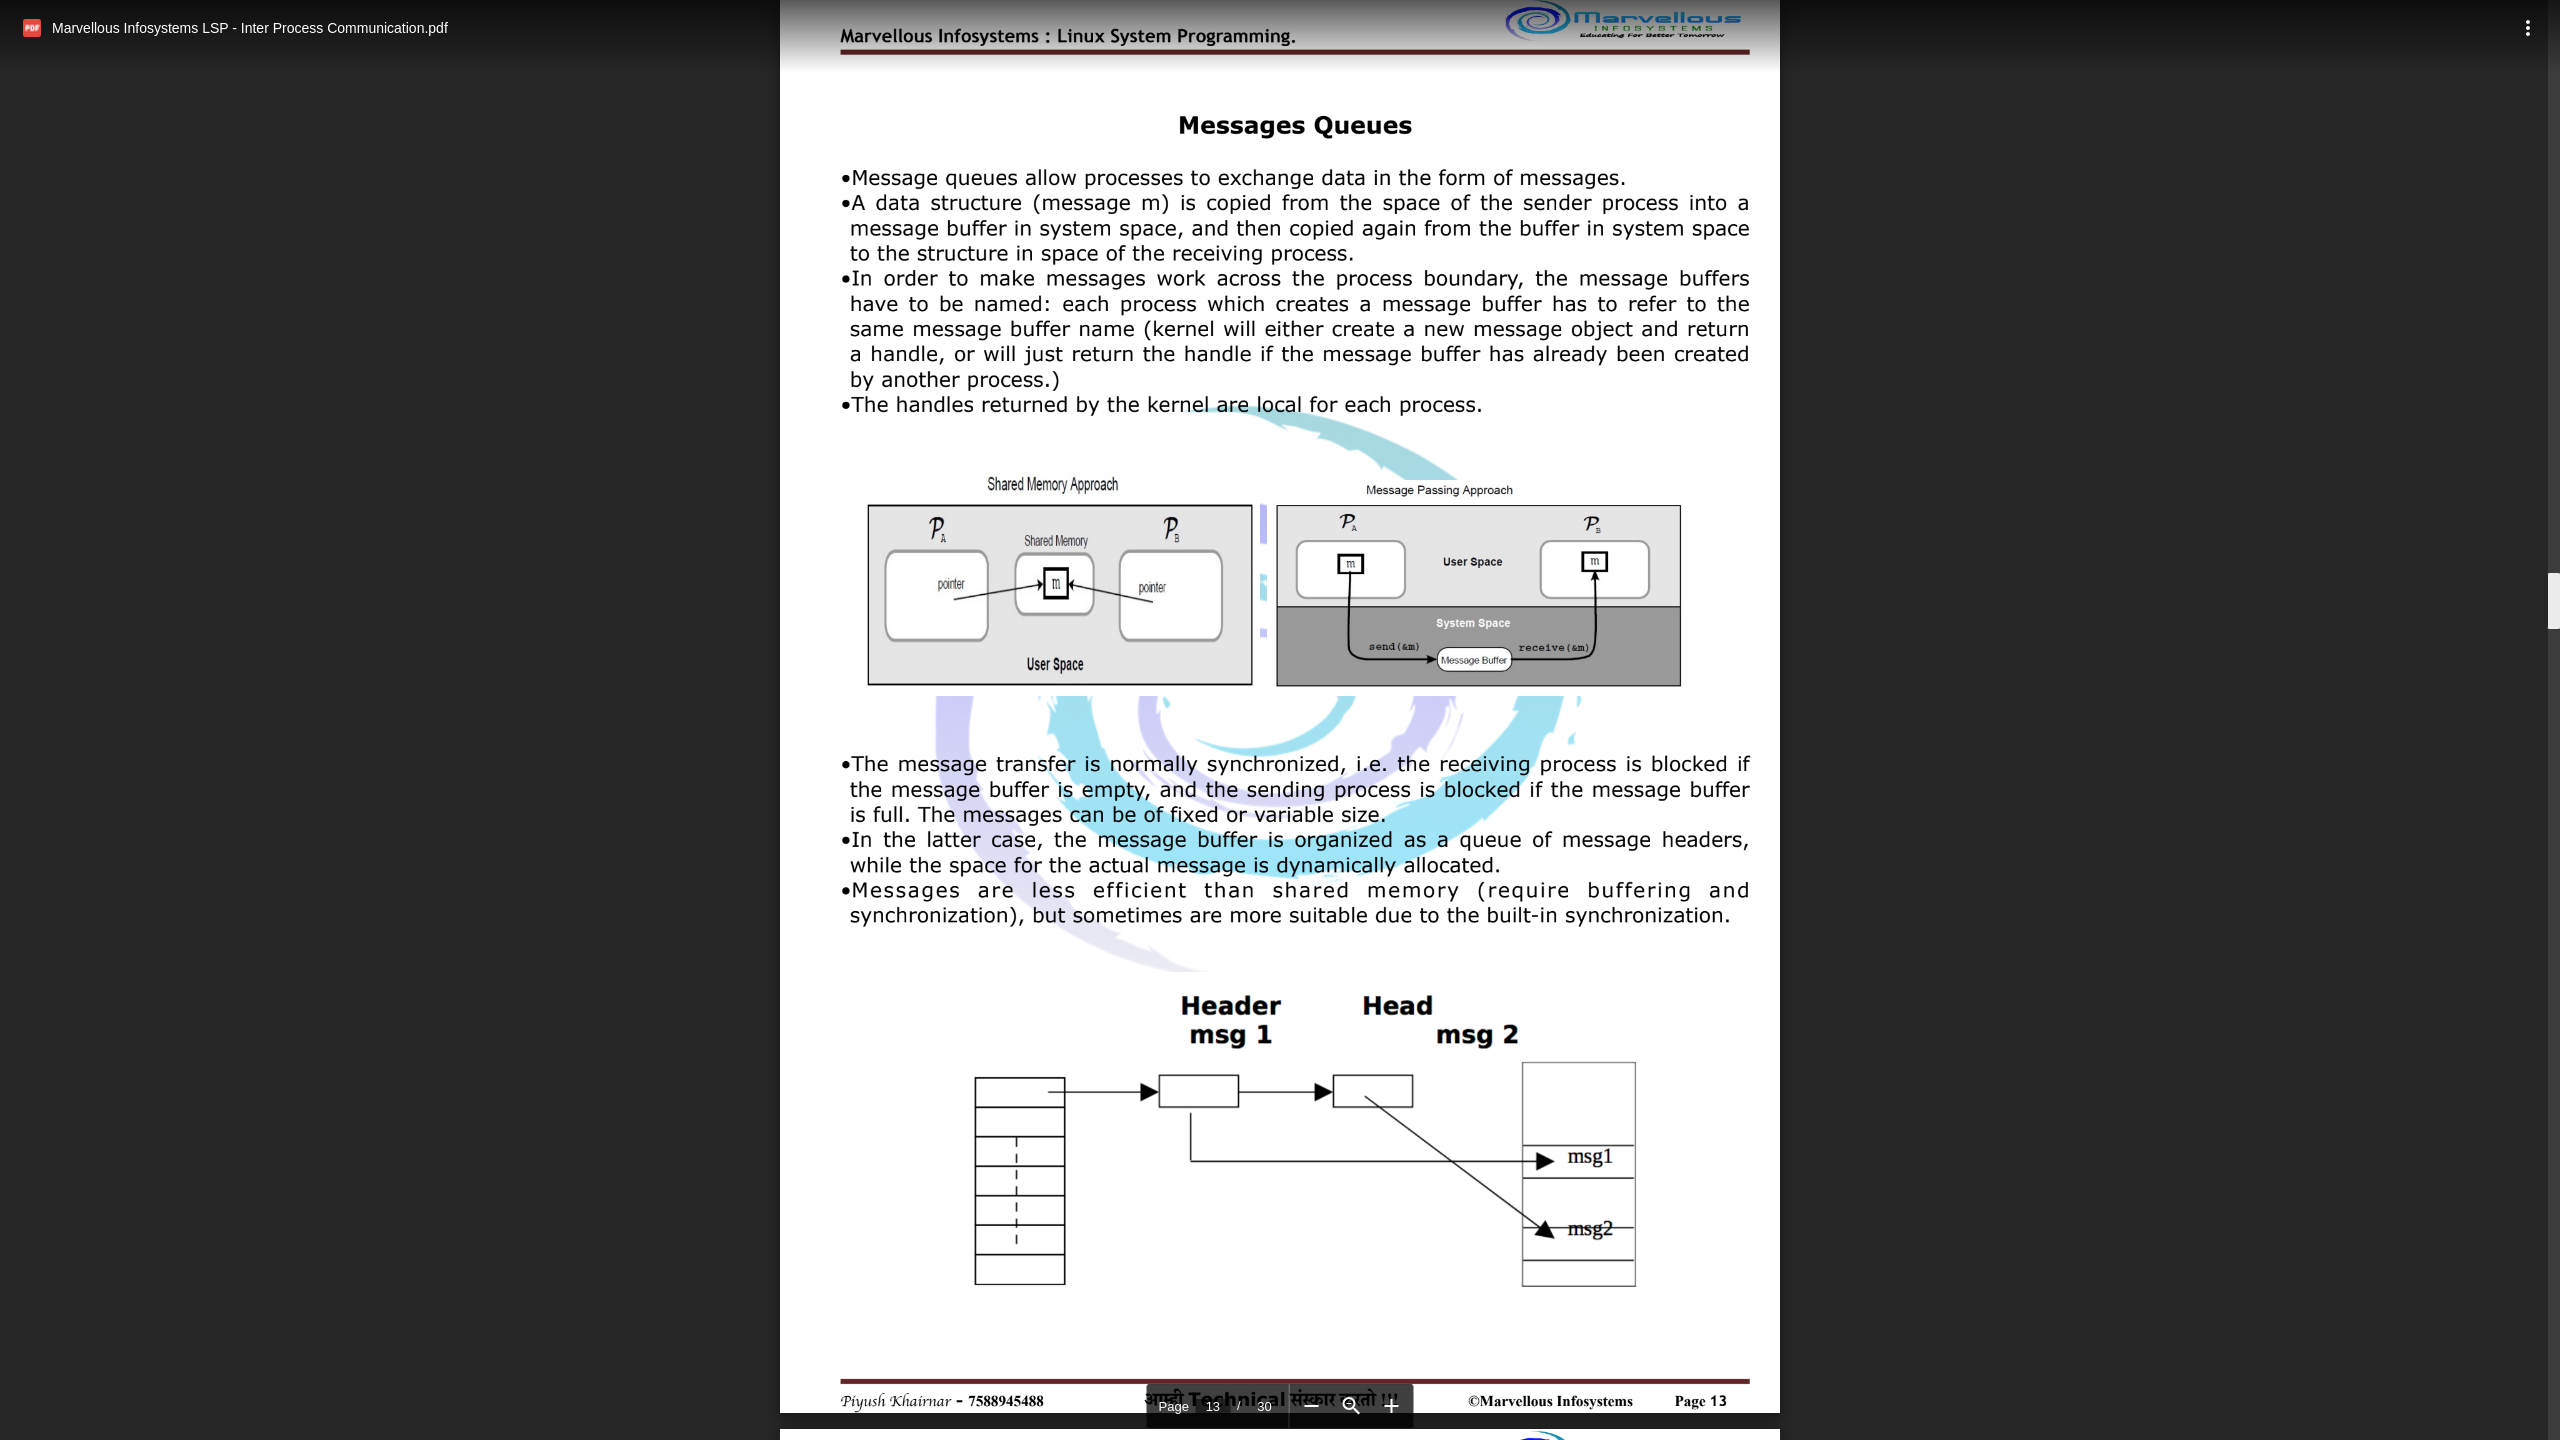 Marvellous Infosystems LSP - Inter Process Communication.pdf
Marvellous Infosystems : Linux System Programming.
Marvellous
INFOSYSTEMS
Educating For Better Tomorrow
Messages Queues
•Message queues allow processes to exchange data in the form of messages.
•A data structure (message m) is copied from the space of the sender process into a
message buffer in system space, and then copied again from the buffer in system space
to the structure in space of the receiving process.
•In order to make messages work across the process boundary, the message buffers
have to be named: each process which creates a message buffer has to refer to the
same message buffer name (kernel will either create a new message object and return
a handle, or will just return the handle if the message buffer has already been created
by another process.)
•The handles returned by the kernel are local for each process.
Shared Memory Approach
P A
Shared Memory
P B
pointer
m
pointer
User Space
Message Passing Approach
P A
P B
m
User Space
m
System Space
send(&m)
receive(&m)
Message Buffer
•The message transfer is normally synchronized, i.e. the receiving process is blocked if
the message buffer is empty, and the sending process is blocked if the message buffer
is full. The messages can be of fixed or variable size.
•In the latter case, the message buffer is organized as a queue of message headers,
while the space for the actual message is dynamically allocated.
•Messages are less efficient than shared memory (require buffering and
synchronization), but sometimes are more suitable due to the built-in synchronization.
Header Head
msg 1 msg 2
msg1
msg2
Piyush Khairnar - 7588945488
Technical संस्कार करतो !!!
©Marvellous Infosystems Page 13
Page 13 / 30
PDF